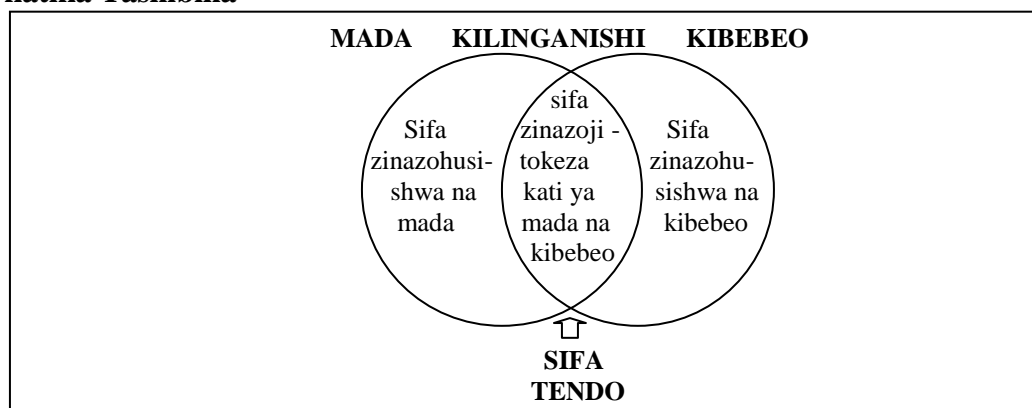 MADA KILINGANISHI KIBEBEO
Sifa
zinazohusi-
shwa na
mada
sifa
zinazoji -
tokeza
kati ya
mada na
kibebeo
Sifa
zinazohu-
sishwa na
kibebeo
SIFA
TENDO